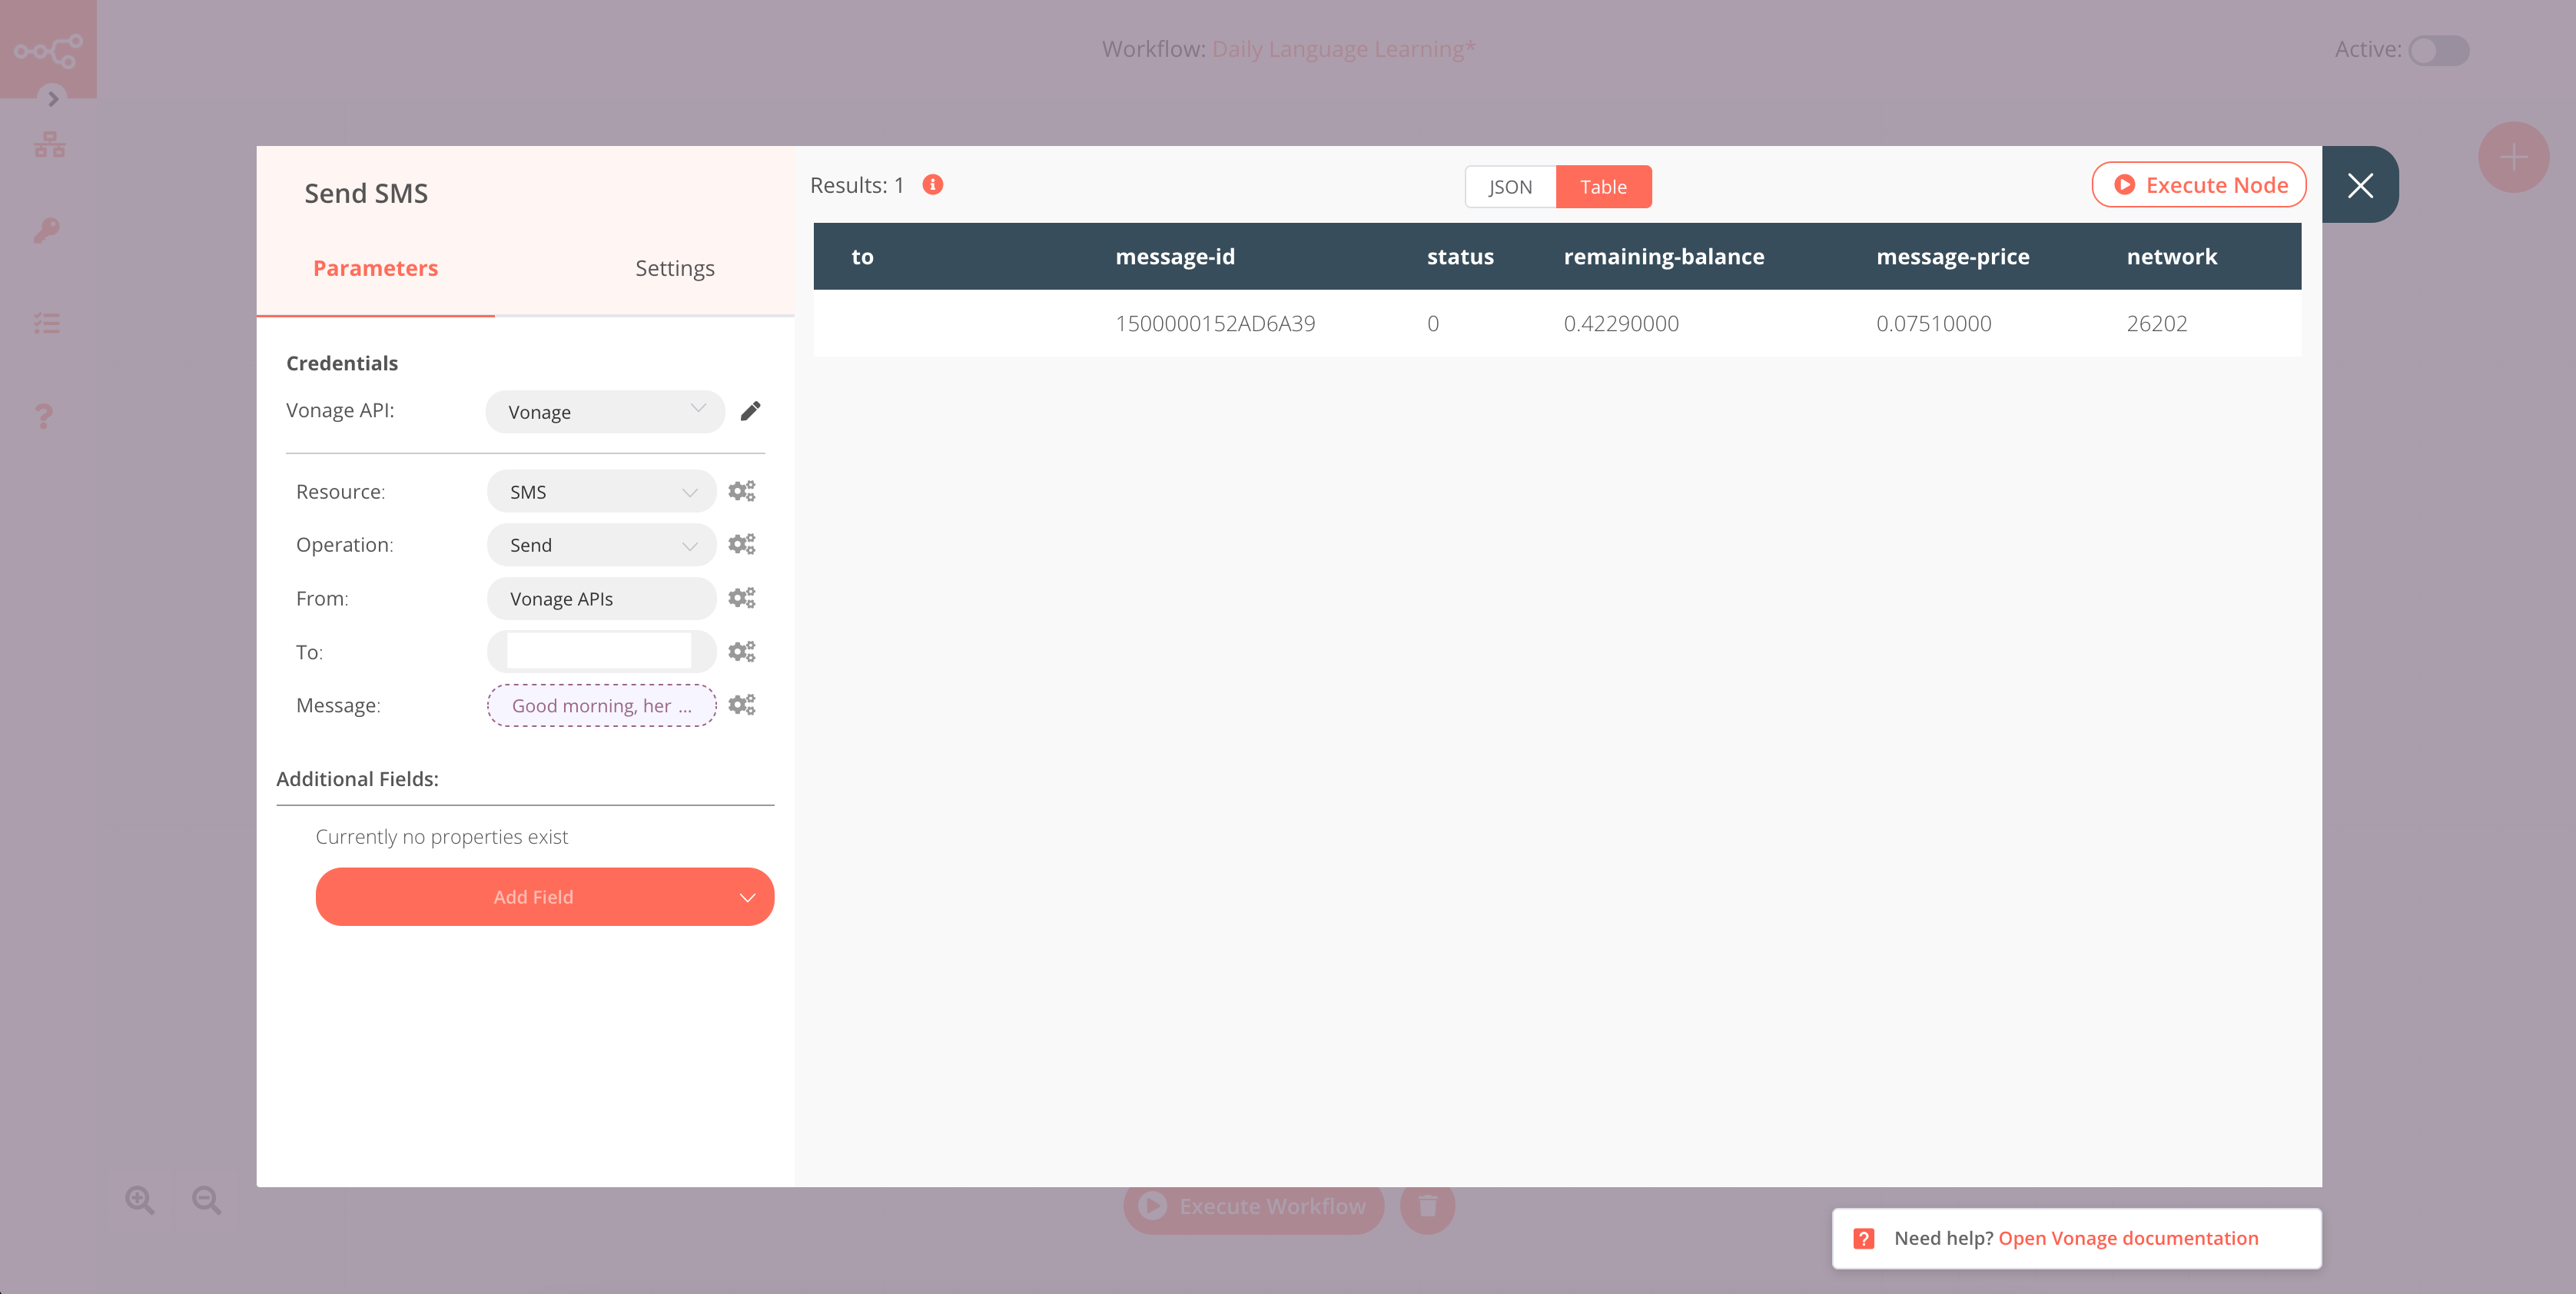 Workflow: Daily Language Learning*
Active:
Send SMS
Parameters
Settings
Credentials
Vonage API:
Vonage
Resource:
SMS
Operation:
Send
From:
Vonage APIs
To:
Message:
Good morning, her ...
Additional Fields:
Currently no properties exist
Add Field
Results: 1
JSON
Table
Execute Node
to message-id status remaining-balance message-price network
1500000152AD6A39 0 0.42290000 0.07510000 26202
Execute Workflow
Need help? Open Vonage documentation